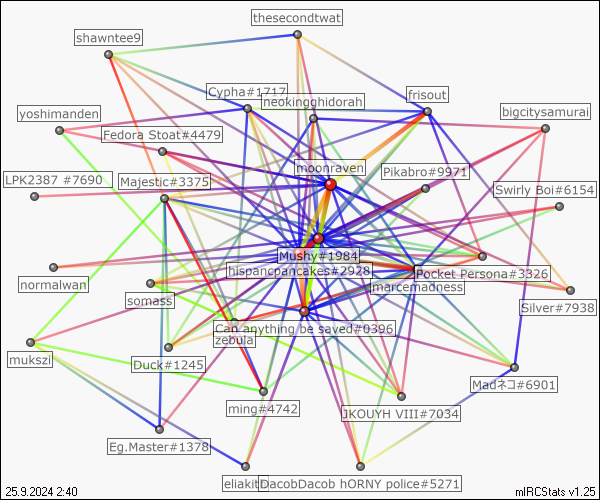 thesecondtwat
shawntee9
Cypha#1717
neokingghidorah
frisout
yoshimanden
bigcitysamurai
Fedora Stoat#4479
moonraven
Pikabro#9971
LPK2387 #7690
Majestic#3375
Swirly Boi#6154
Mushy#1984
hispancpancakes#2928
Pocket Persona#3326
normalwan
somass
marcemadness
Silver#7938
Can anything be saved#0396
zebula
mukszi
Duck#1245
Madネコ#6901
ming#4742
JKOUYH VIII#7034
Eg.Master#1378
eliakit
DacobDacob hORNY police#5271
25.9.2024 2:40
mIRCStats v1.25